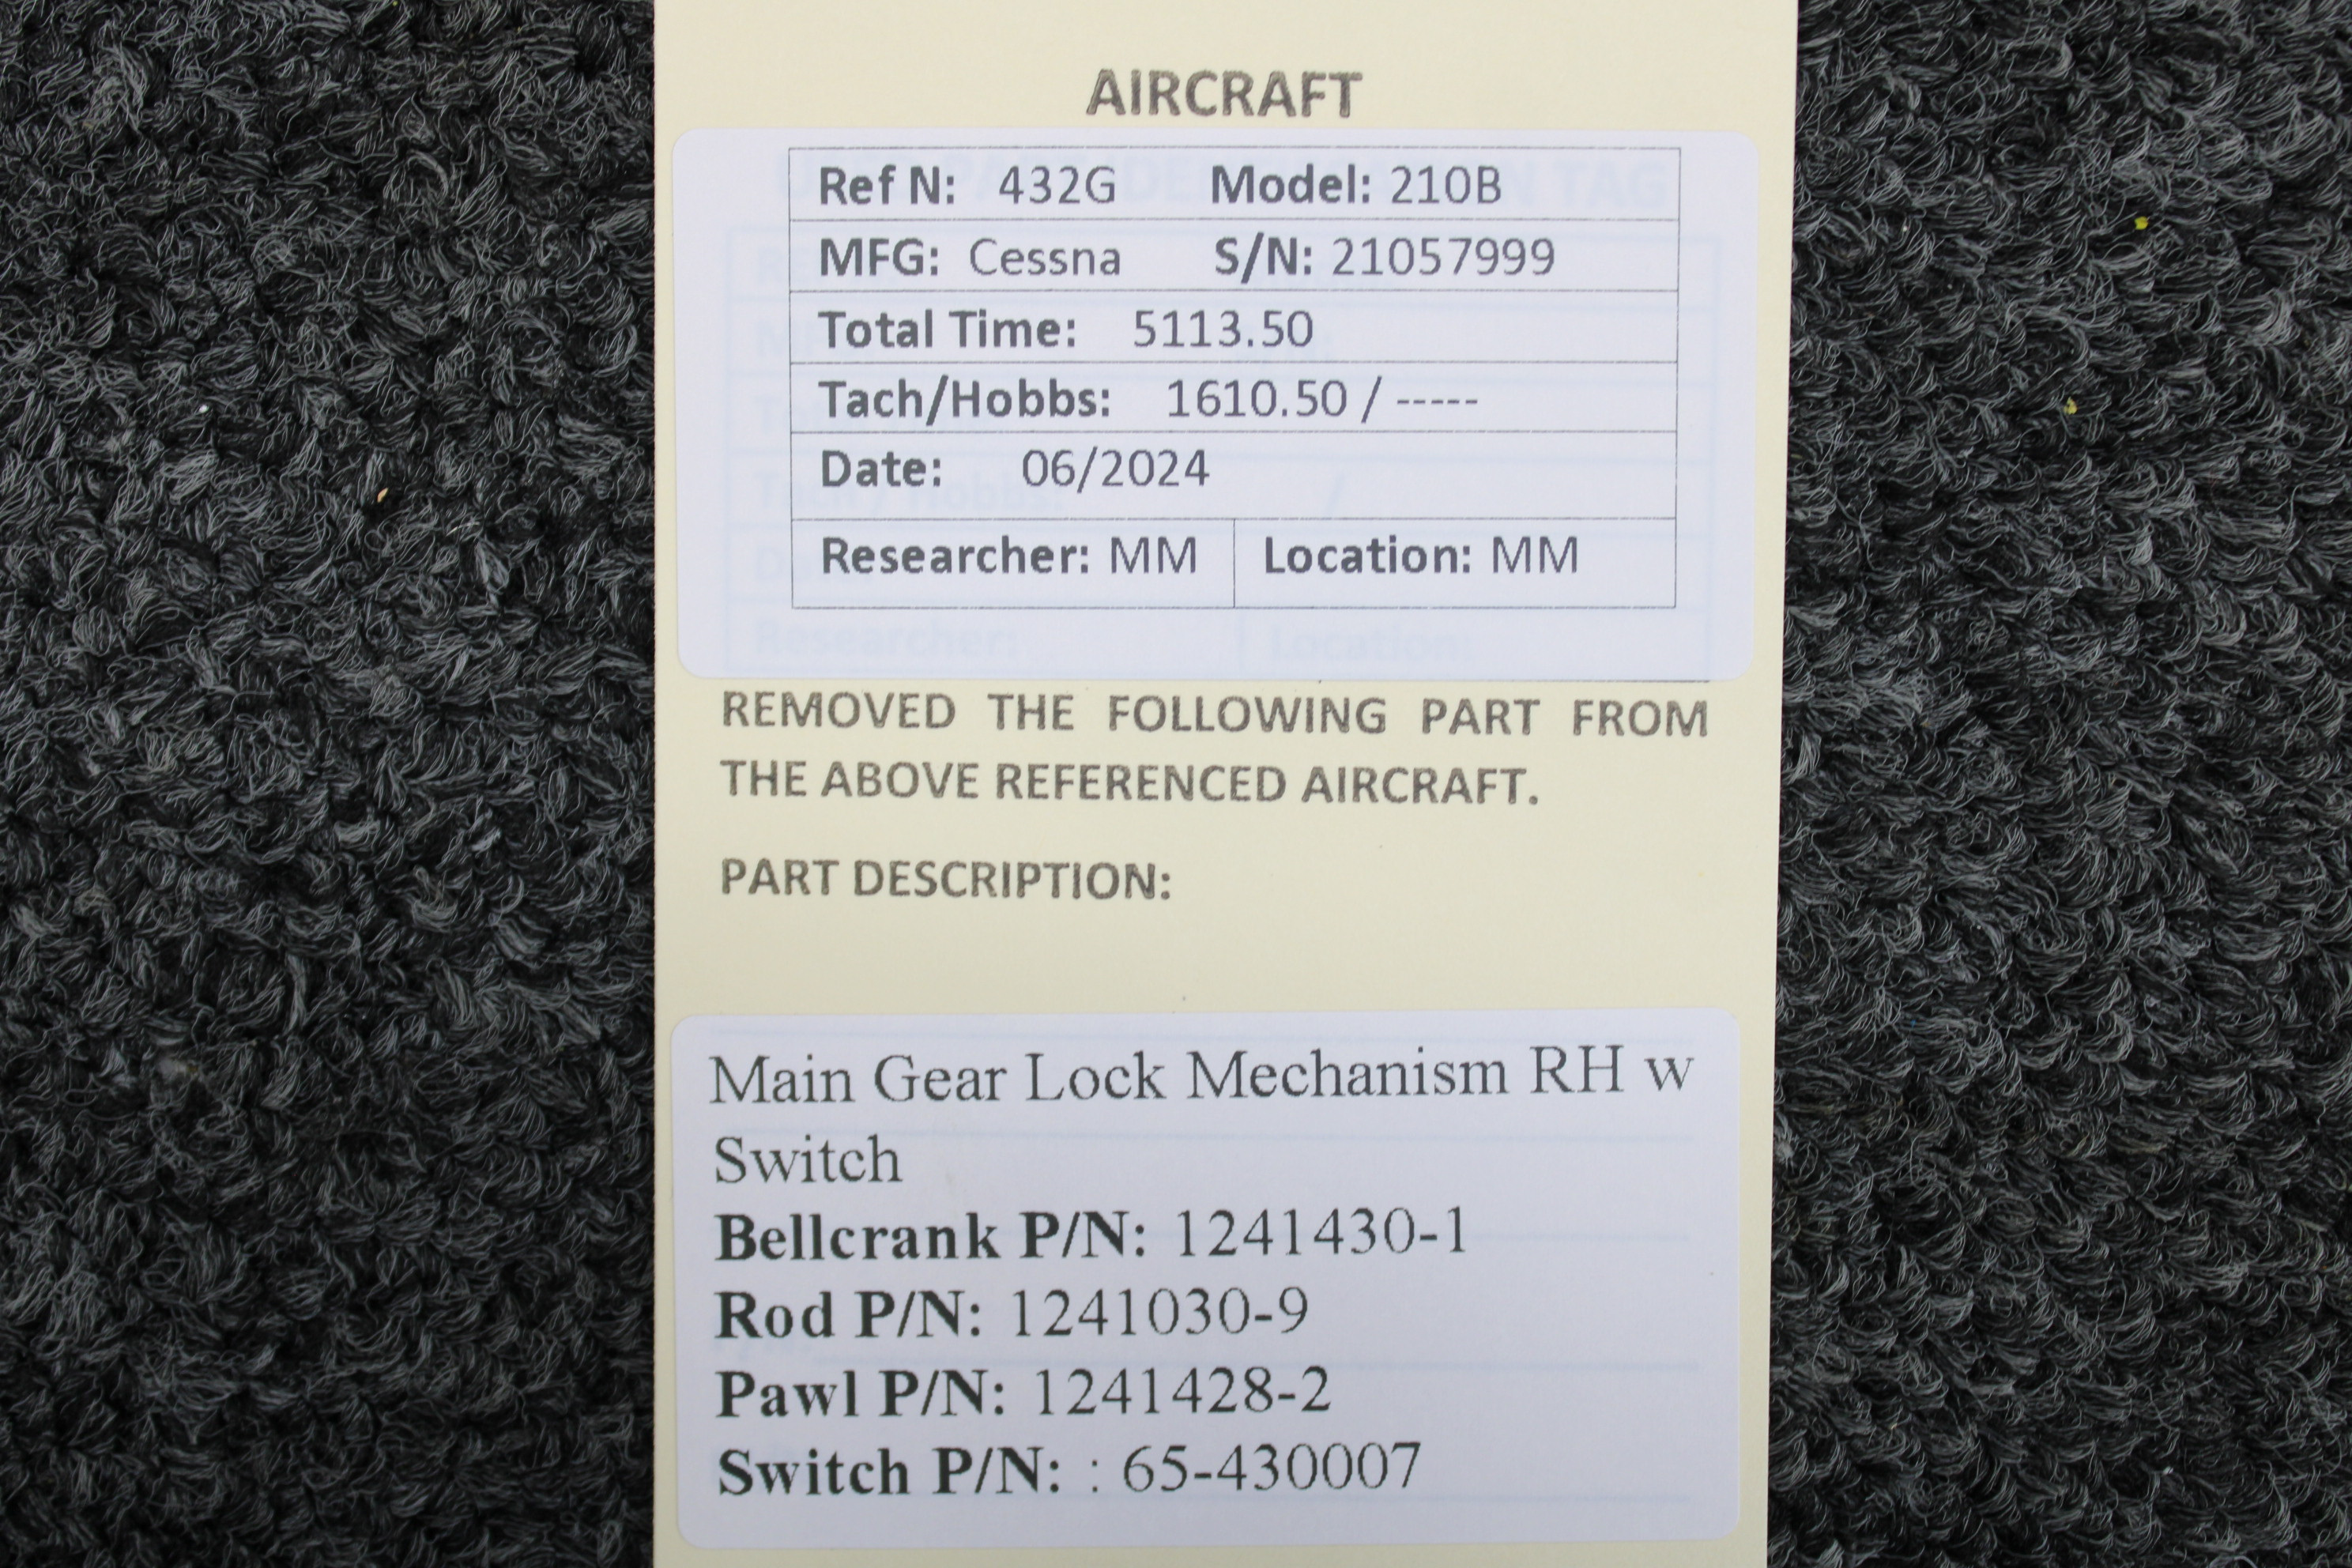 AIRCRAFT
Ref N: 432G Model: 210B
MFG: Cessna S/N: 21057999
Total Time: 5113.50
Tach/Hobbs: 1610.50 / -----
Date: 06/2024
Researcher: MM Location: MM
REMOVED THE FOLLOWING PART FROM
THE ABOVE REFERENCED AIRCRAFT.
PART DESCRIPTION:
Main Gear Lock Mechanism RH w
Switch
Bellcrank P/N: 1241430-1
Rod P/N: 1241030-9
Pawl P/N: 1241428-2
Switch P/N: : 65-430007